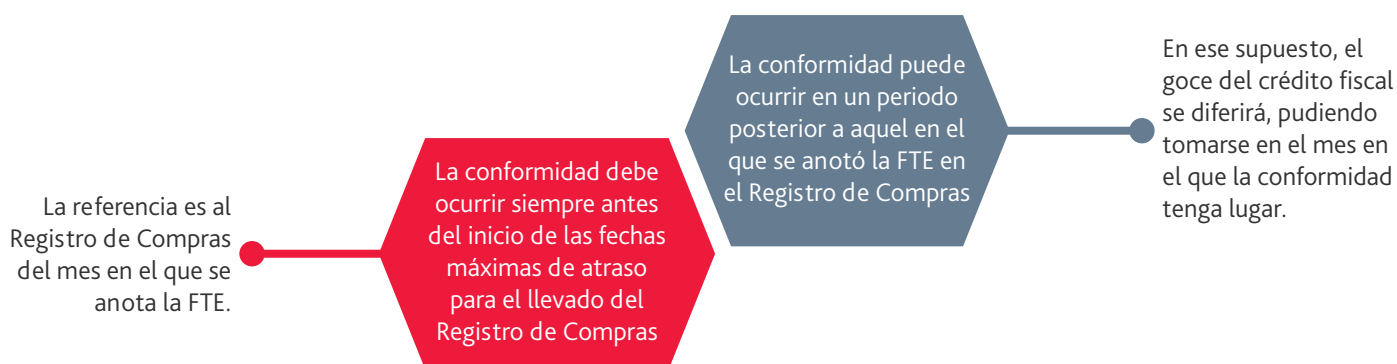 La referencia es al
Registro de Compras
del mes en el que se
anota la FTE.
La conformidad debe
ocurrir siempre antes
del inicio de las fechas
máximas de atraso
para el llevado del
Registro de Compras
La conformidad puede
ocurrir en un periodo
posterior a aquel en el
que se anotó la FTE en
el Registro de Compras
En ese supuesto, el
goce del crédito fiscal
se diferirá, pudiendo
tomarse en el mes en
el que la conformidad
tenga lugar.